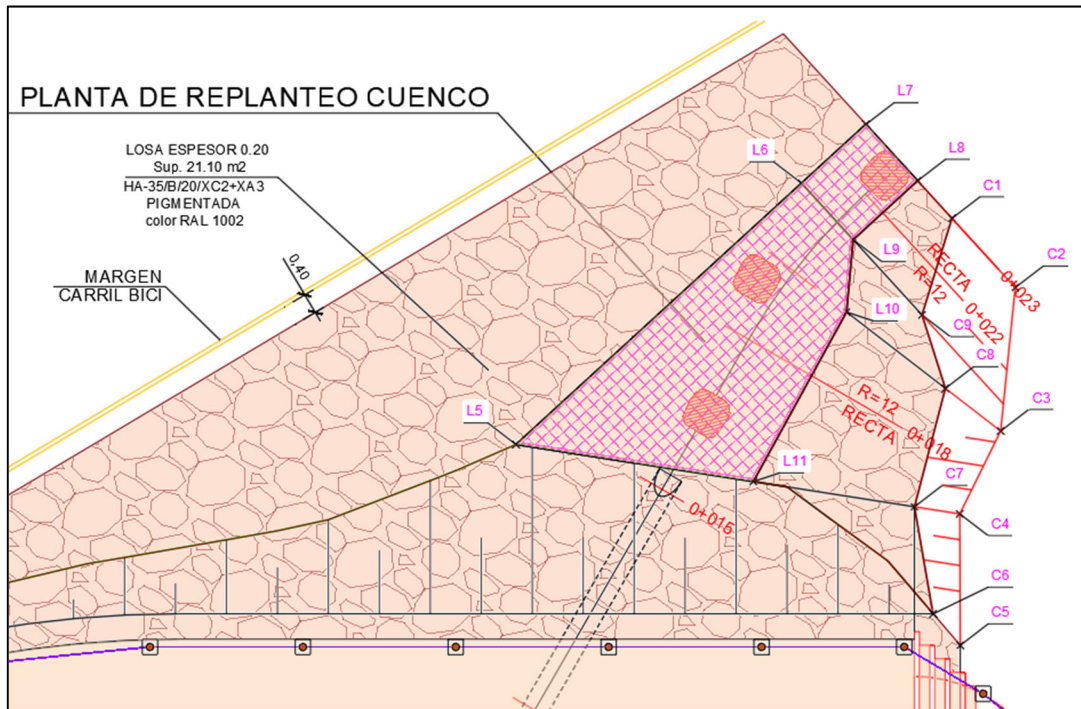 PLANTA DE REPLANTEO CUENCO
LOSA ESPESOR 0.20
Sup. 21.10 m2
HA-35/B/20/XC2+XA3
PIGMENTADA
color RAL 1002
MARGEN
CARRIL BICI
0,40
L7
L6
L8
C1
L9
RECTA
R=12
0+023
0+022
C2
L10
C9
C8
R=12
RECTA
0+018
C3
L5
L11
0+015
C7
C4
C6
C5